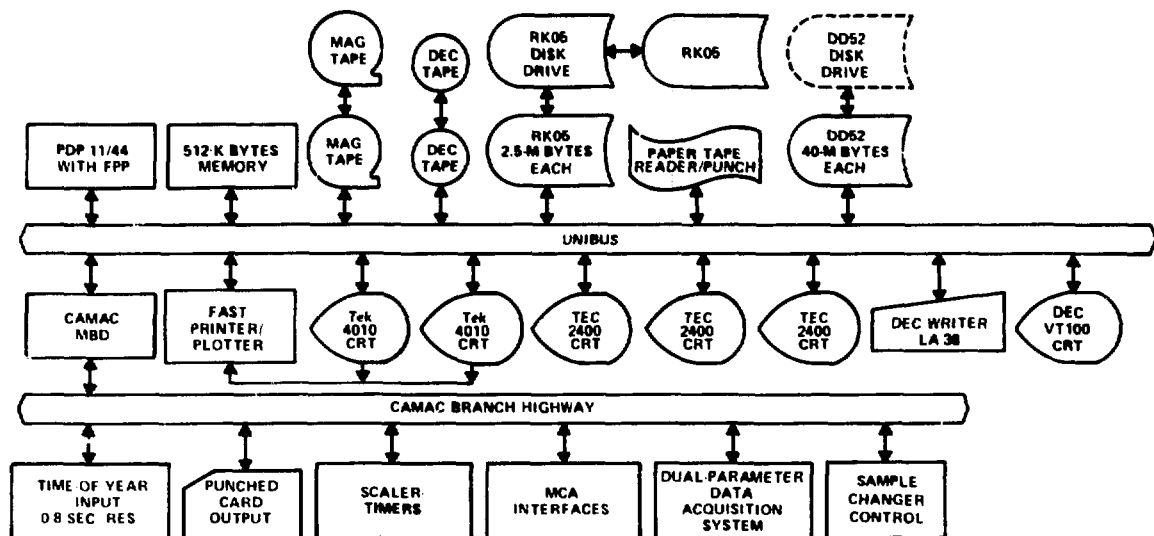 MAG
TAPE
DEC
TAPE
RK05
DISK
DRIVE
RK05
DD52
DISK
DRIVE
PDP 11/44
WITH FPP
512-K BYTES
MEMORY
MAG
TAPE
DEC
TAPE
RK05
2.5-M BYTES
EACH
PAPER TAPE
READER/PUNCH
DD52
40-M BYTES
EACH
UNIBUS
CAMAC
MBD
FAST
PRINTER/
PLOTTER
Tek
4010
CRT
Tek
4010
CRT
TEC
2400
CRT
TEC
2400
CRT
TEC
2400
CRT
DEC WRITER
LA 36
DEC
VT100
CRT
CAMAC BRANCH HIGHWAY
TIME-OF YEAR
INPUT
0.8 SEC RES
PUNCHED
CARD
OUTPUT
SCALER-
TIMERS
MCA
INTERFACES
DUAL-PARAMETER
DATA
ACQUISITION
SYSTEM
SAMPLE
CHANGER
CONTROL